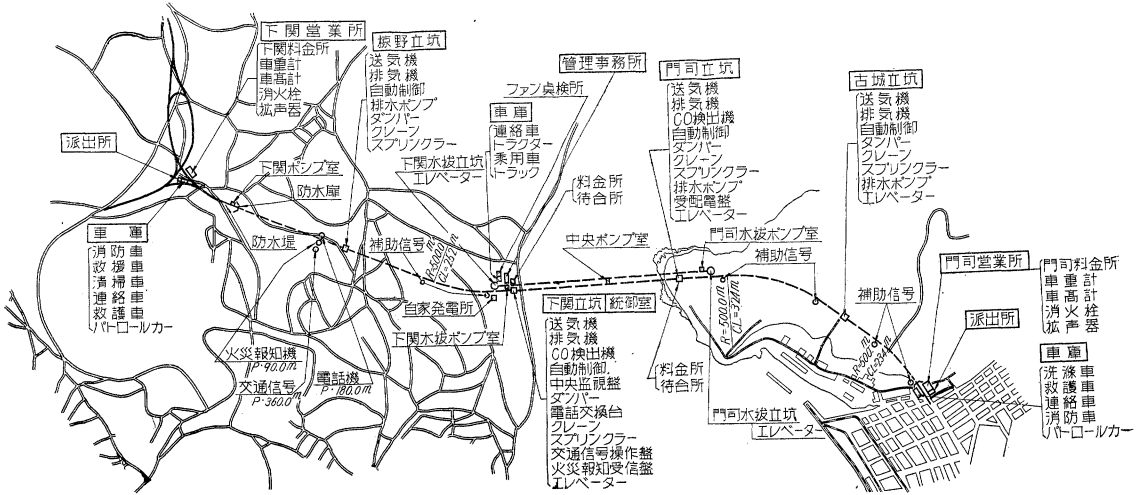 下関営業所
下関料金所
車重計
車高計
消火栓
拡声器
椋野立坑
送気機
排気機
自動制御
排水ポンプ
ダンパー
クレーン
スプリンクラー
管理事務所
ファン点検所
車庫
連絡車
トラクター
乗用車
トラック
門司立坑
送気機
排気機
CO検出機
自動制御
ダンパー
クレーン
スプリンクラー
排水ポンプ
受配電盤
エレベーター
古城立坑
送気機
排気機
自動制御
ダンパー
クレーン
スプリンクラー
排水ポンプ
エレベーター
派出所
下関ポンプ室
防水扉
下関水抜立坑
エレベーター
料金所
待合所
車庫
消防車
救援車
清掃車
連絡車
救護車
パトロールカー
防水堤
補助信号
R=500.0m
CL=352m
自家発電所
下関水抜ポンプ室
中央ポンプ室
門司水抜ポンプ室
補助信号
火災報知機
P.90.0m
交通信号
P.360.0m
電話機
P.180.0m
下関立坑 統御室
送気機
排気機
CO検出機
自動制御
中央監視盤
ダンパー
電話交換台
クレーン
スプリンクラー
交通信号操作盤
火災報知受信盤
エレベーター
料金所
待合所
R=500.0m
CL=324m
門司水抜立坑
エレベーター
補助信号
門司営業所
門司料金所
車重計
車高計
消火栓
拡声器
派出所
車庫
洗滌車
救護車
連絡車
消防車
パトロールカー